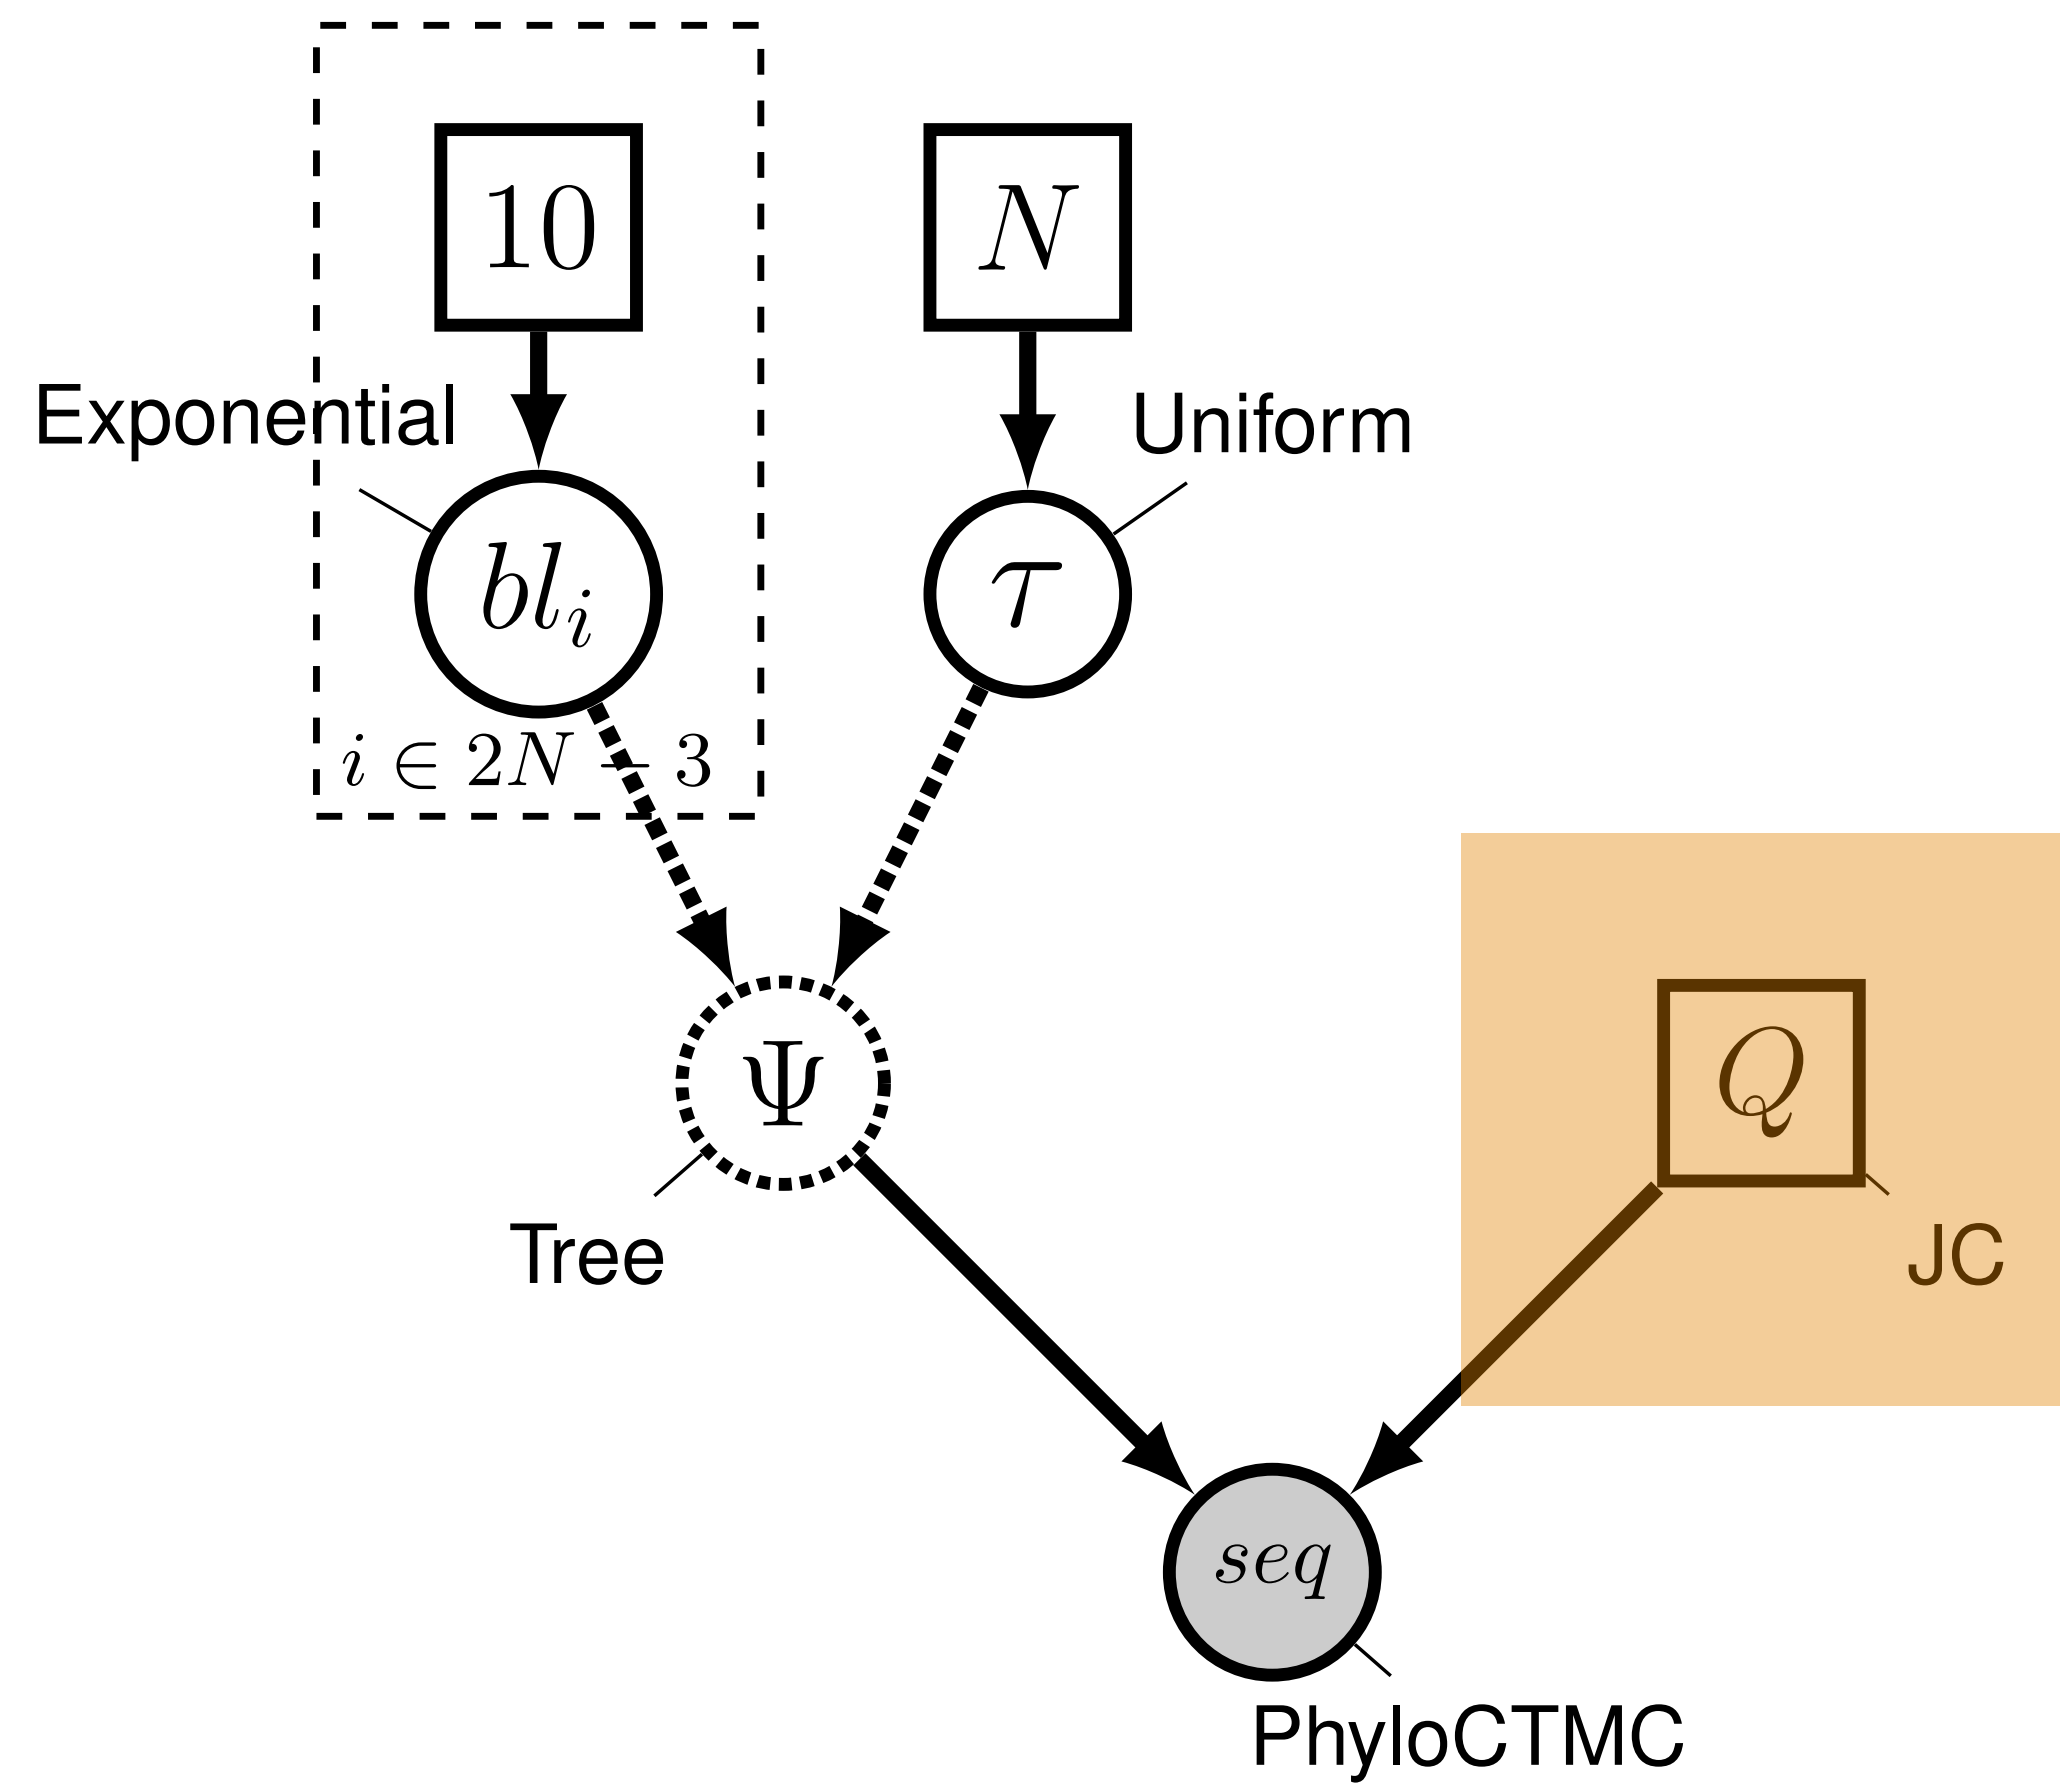 10
N
Exponential
Uniform
bl_i
τ
i ∈ 2N − 3
Ψ
Q
Tree
JC
seq
PhyloCTMC